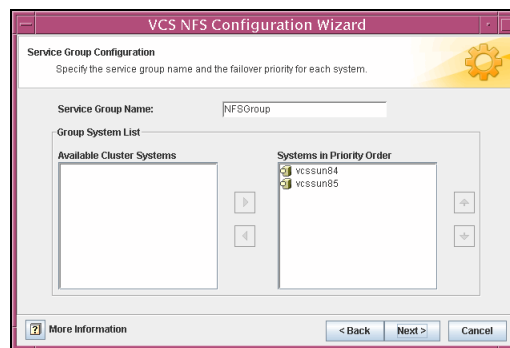 VCS NFS Configuration Wizard
Service Group Configuration
Specify the service group name and the failover priority for each system.
Service Group Name: NFSGroup
Group System List
Available Cluster Systems
Systems in Priority Order
vcssun84
vcssun85
? More Information
< Back Next > Cancel